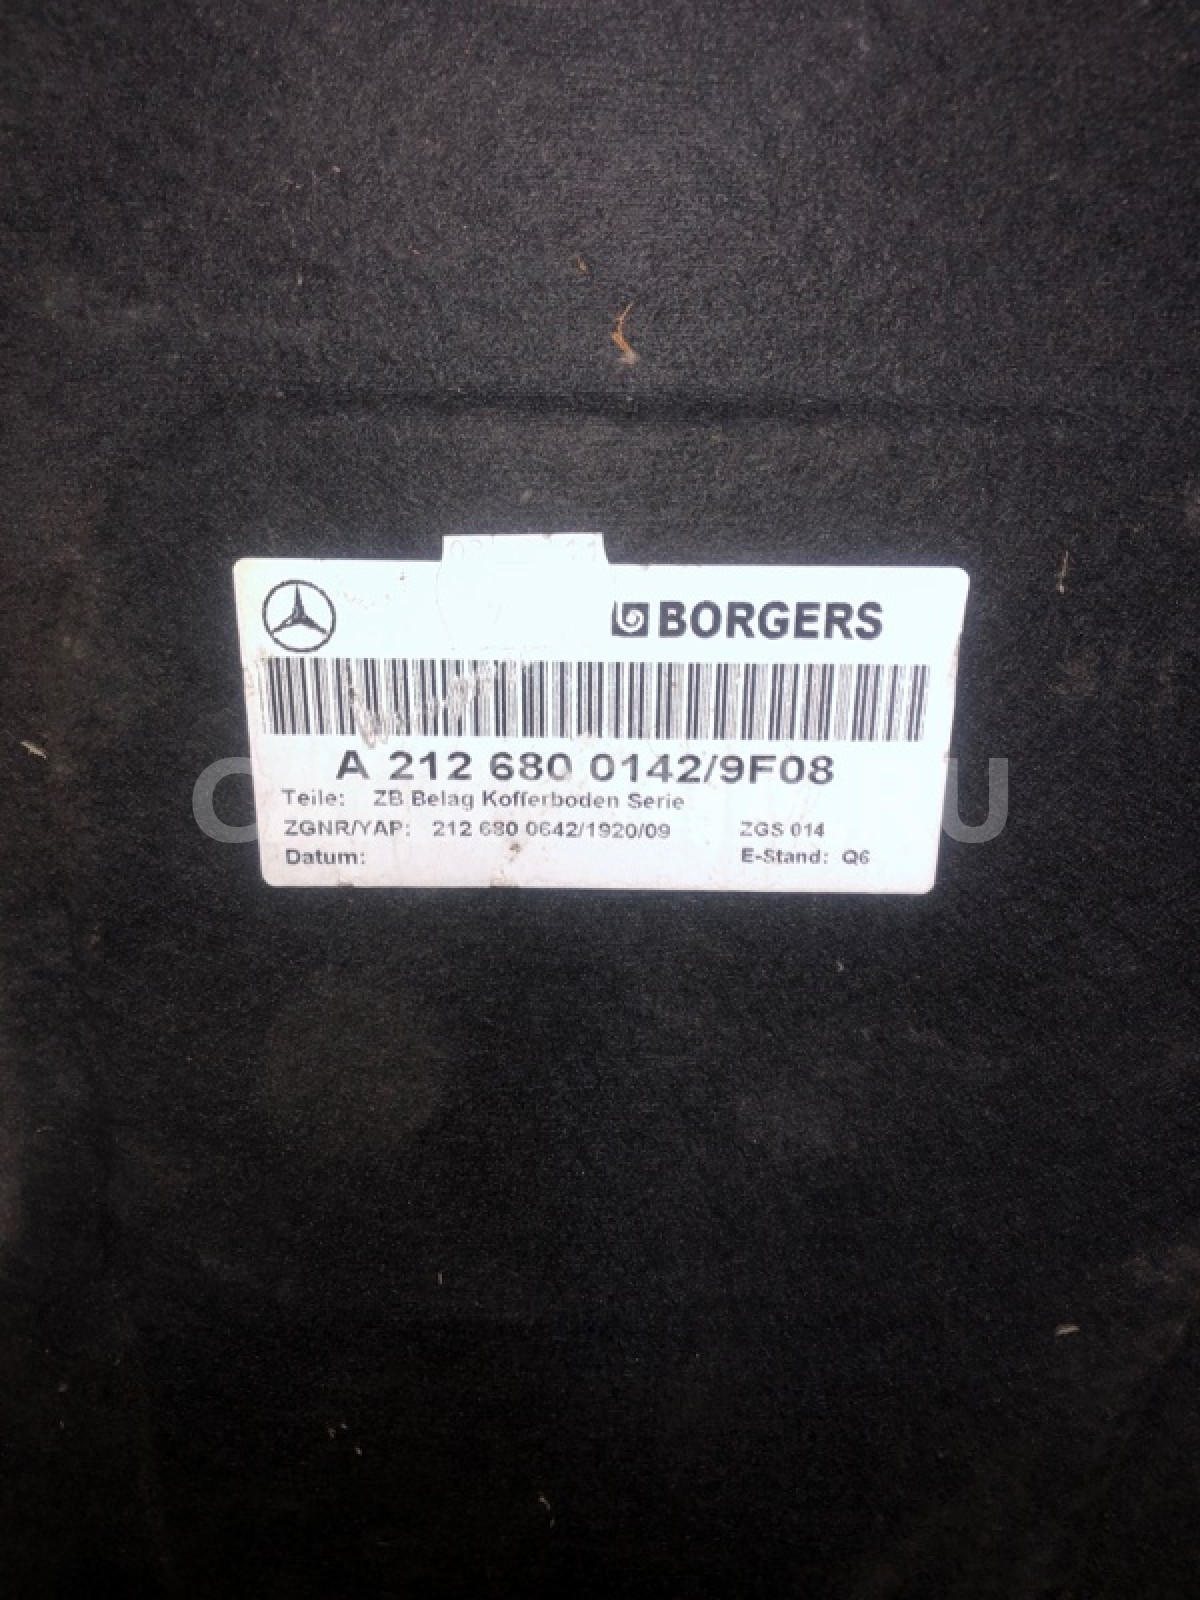 BORGERS
A 212 680 0142/9F08
Teile: ZB Belag Kofferboden Serie
ZGNR/YAP: 212 680 0642/1920/09 ZGS 014
Datum: E-Stand: Q6